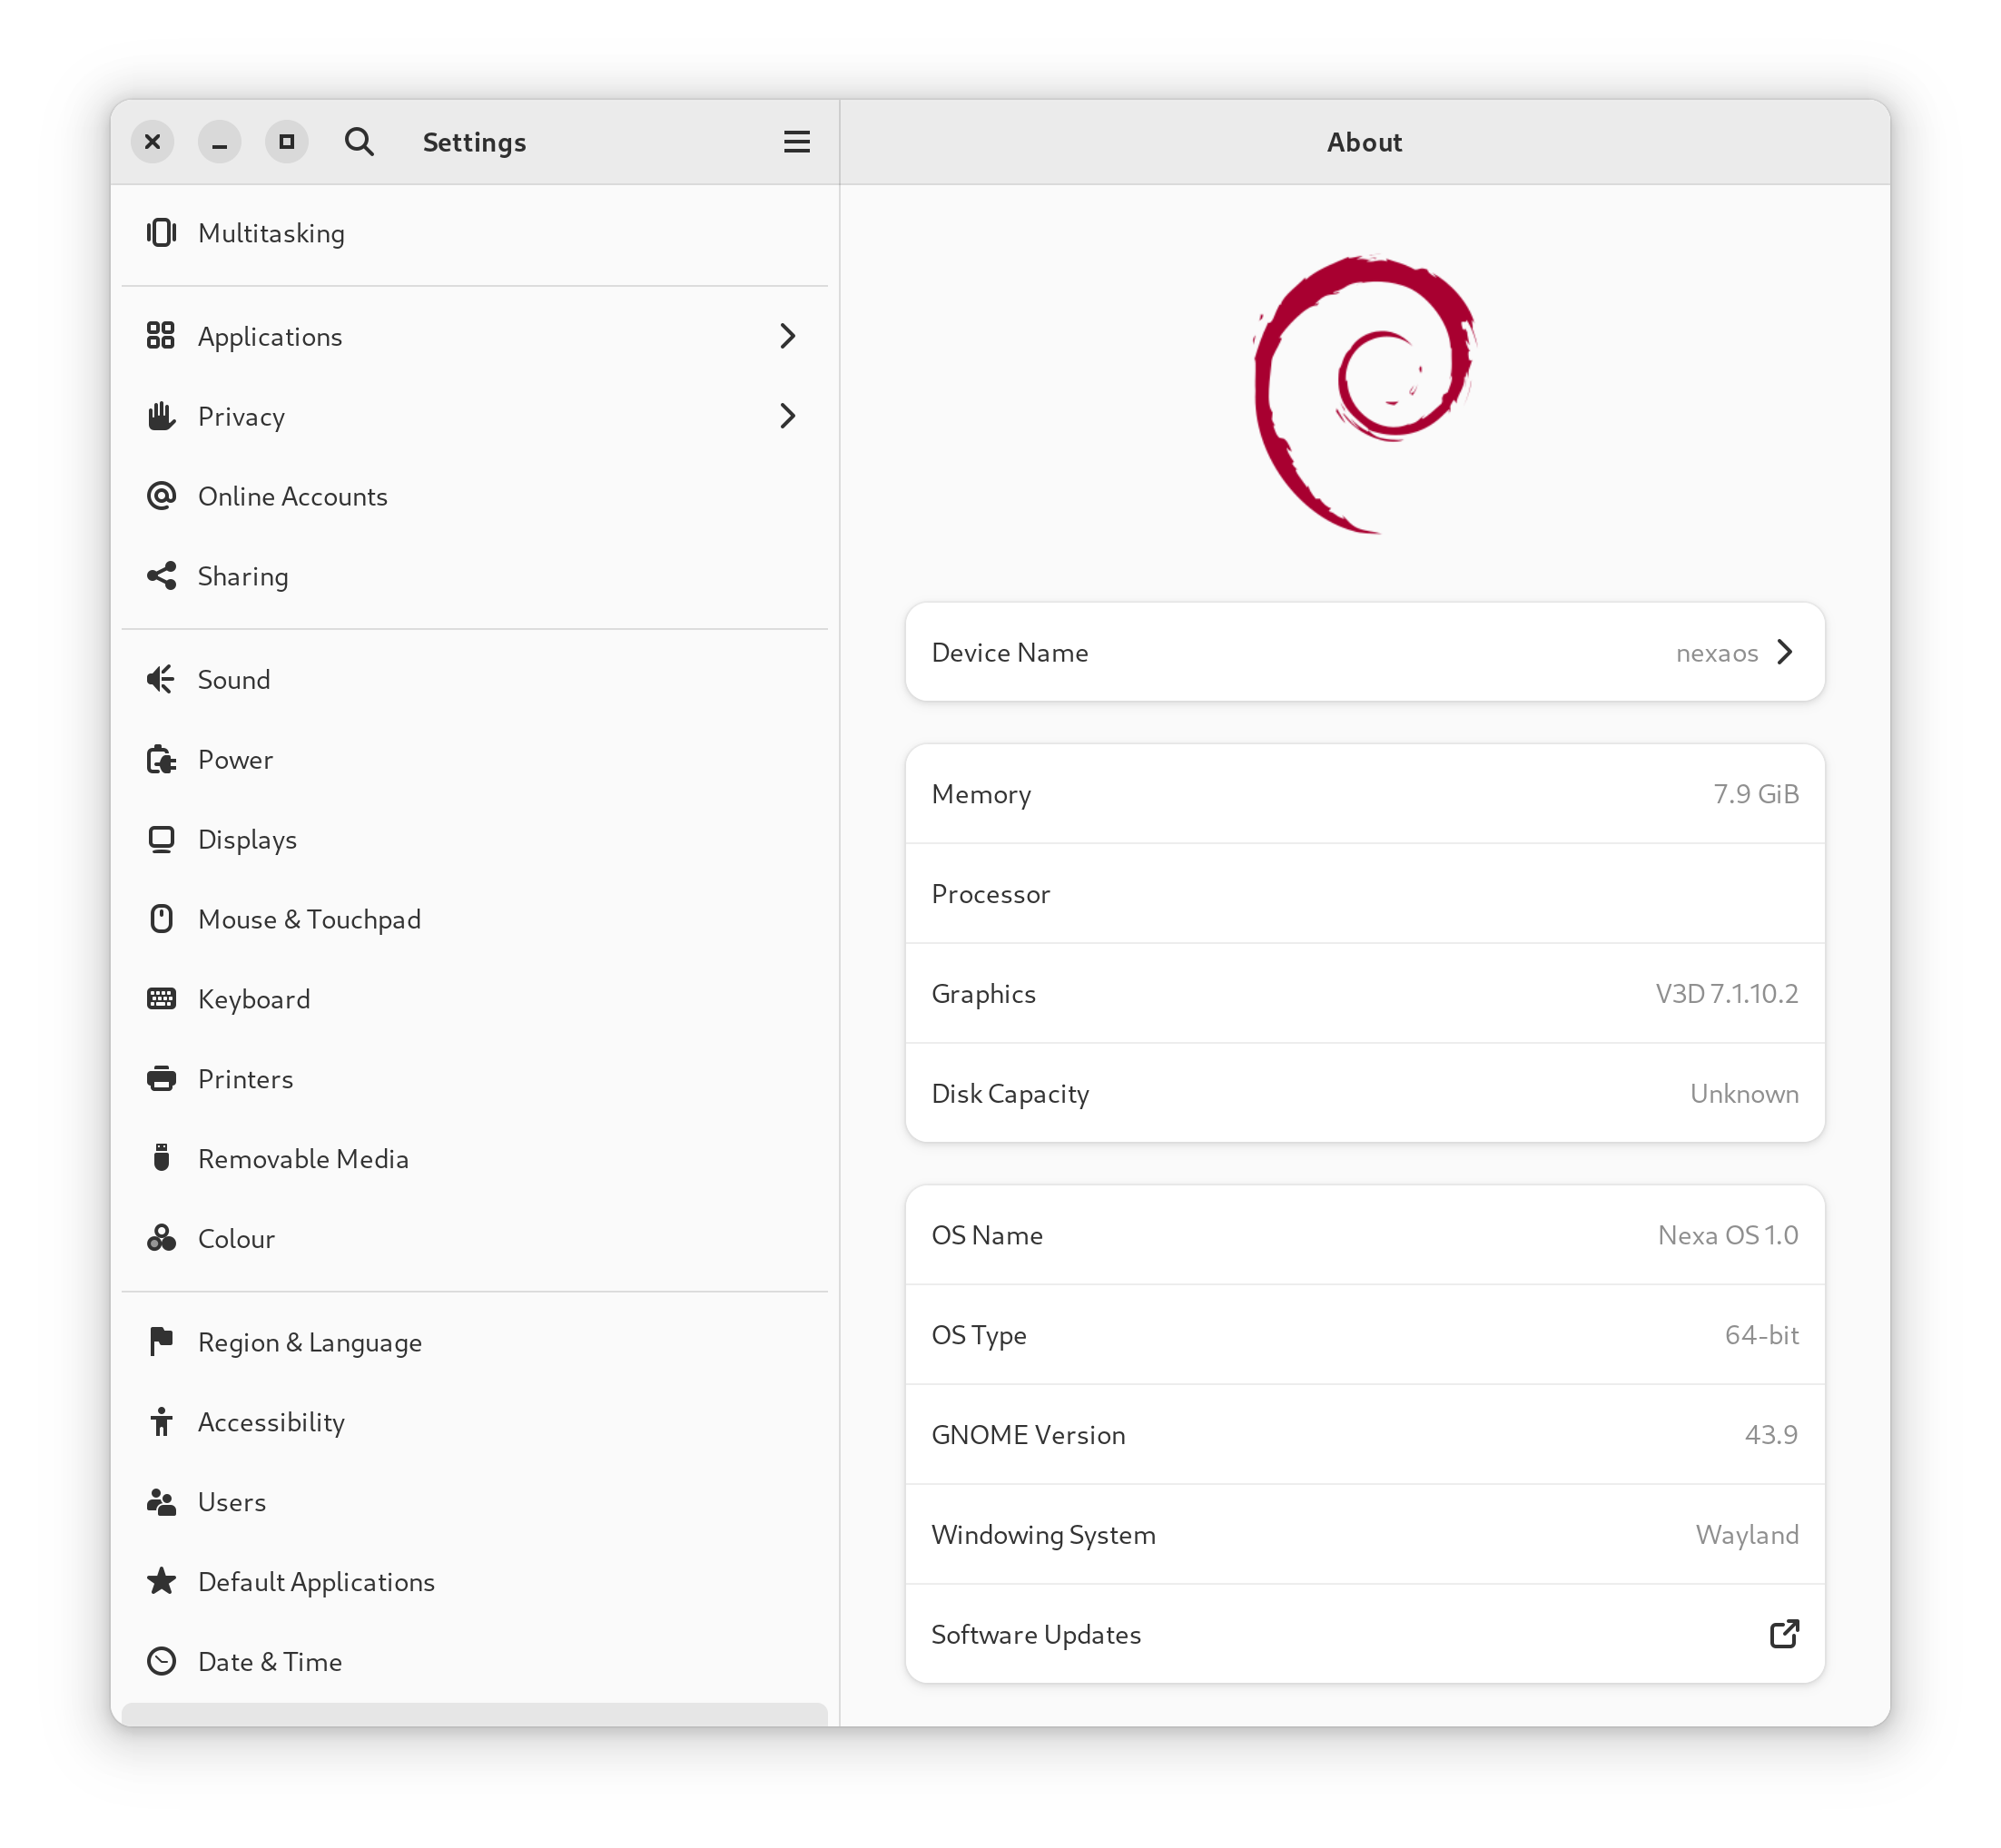 Settings
About
Multitasking
Applications
Privacy
Online Accounts
Sharing
Sound
Power
Displays
Mouse & Touchpad
Keyboard
Printers
Removable Media
Colour
Region & Language
Accessibility
Users
Default Applications
Date & Time
Device Name nexaos
Memory 7.9 GiB
Processor
Graphics V3D 7.1.10.2
Disk Capacity Unknown
OS Name Nexa OS 1.0
OS Type 64-bit
GNOME Version 43.9
Windowing System Wayland
Software Updates